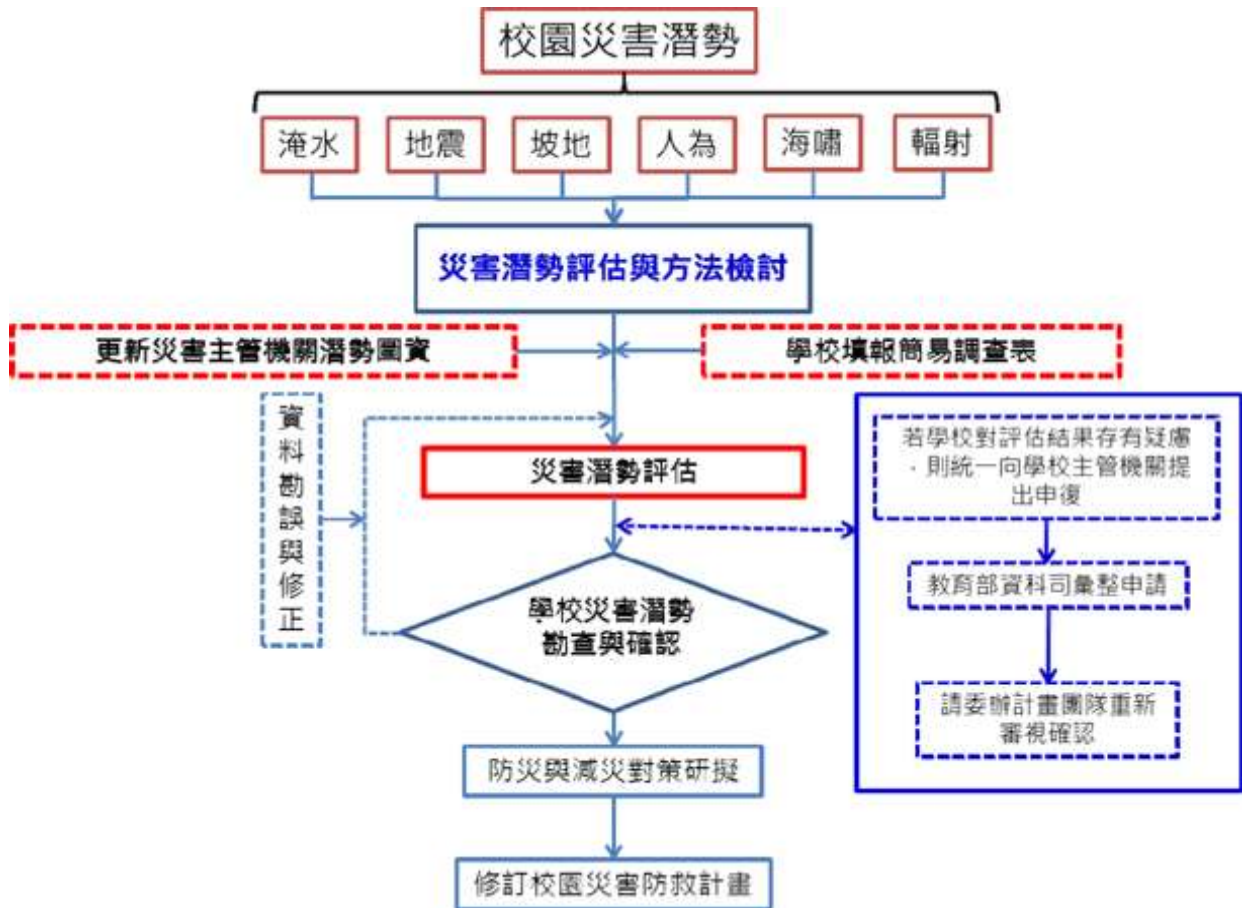 校園災害潛勢
淹水
地震
坡地
人為
海嘯
輻射
災害潛勢評估與方法檢討
更新災害主管機關潛勢圖資
學校填報簡易調查表
資料勘誤與修正
災害潛勢評估
若學校對評估結果存有疑慮
，則統一向學校主管機關提
出申復
學校災害潛勢
勘查與確認
教育部資科司彙整申請
請委辦計畫團隊重新
審視確認
防災與減災對策研擬
修訂校園災害防救計畫